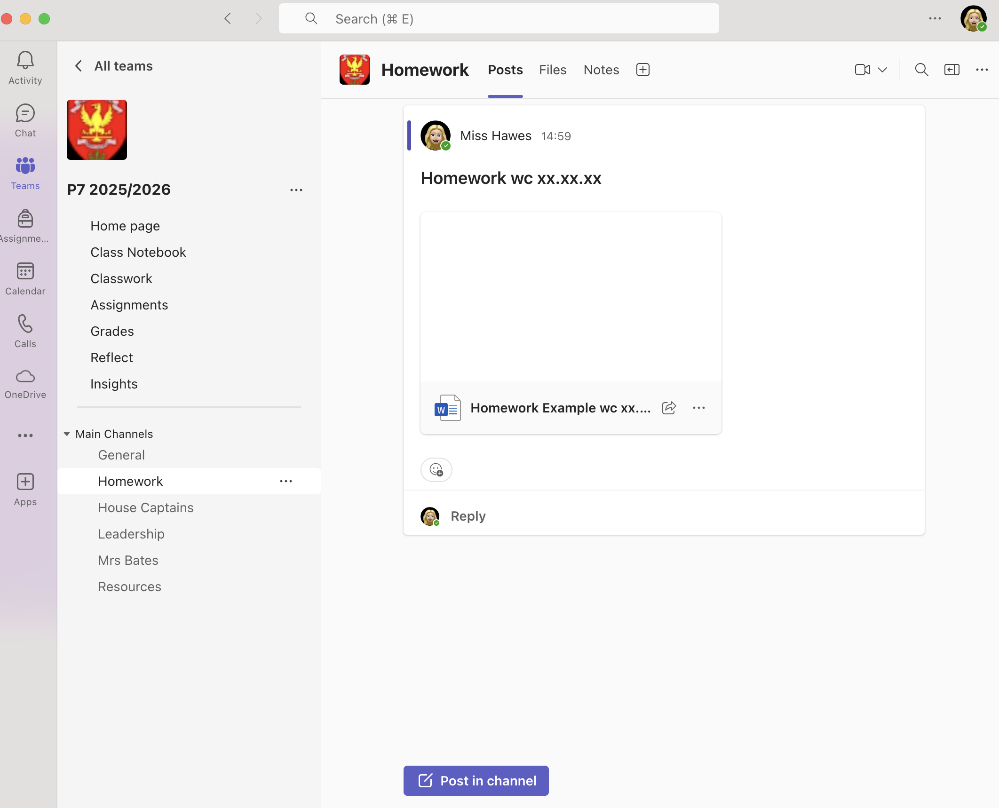 Search (⌘ E)
Activity
Chat
Teams
Assignme...
Calendar
Calls
OneDrive
Apps
All teams
P7 2025/2026
Home page
Class Notebook
Classwork
Assignments
Grades
Reflect
Insights
Main Channels
General
Homework
House Captains
Leadership
Mrs Bates
Resources
Homework Posts Files Notes
Miss Hawes 14:59
Homework wc xx.xx.xx
W Homework Example wc xx....
Reply
Post in channel